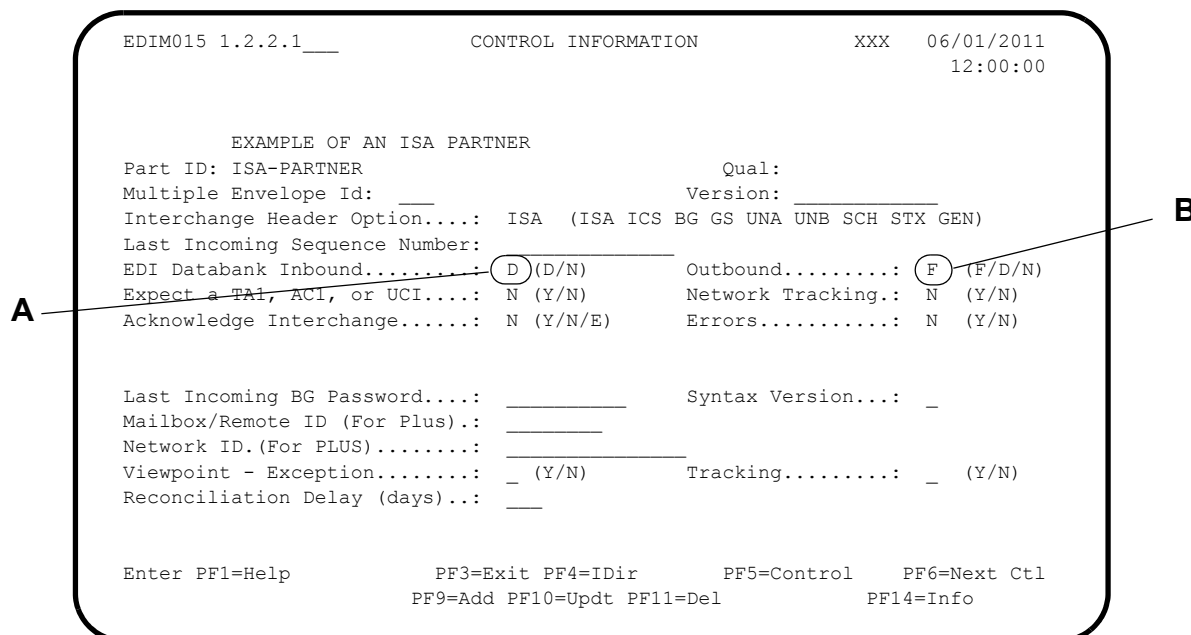 EDIM015 1.2.2.1___ CONTROL INFORMATION XXX 06/01/2011
12:00:00
EXAMPLE OF AN ISA PARTNER
Part ID: ISA-PARTNER Qual:
Multiple Envelope Id: ___ Version: ____________
Interchange Header Option....: ISA (ISA ICS BG GS UNA UNB SCH STX GEN)
B
Last Incoming Sequence Number: ______________
EDI Databank Inbound.........: D (D/N) Outbound.........: F (F/D/N)
Expect a TA1, AC1, or UCI....: N (Y/N) Network Tracking.: N (Y/N)
A
Acknowledge Interchange......: N (Y/N/E) Errors...........: N (Y/N)
Last Incoming BG Password....: __________ Syntax Version...: _
Mailbox/Remote ID (For Plus).: ________
Network ID.(For PLUS)........: _______________
Viewpoint - Exception........: _ (Y/N) Tracking.........: _ (Y/N)
Reconciliation Delay (days)..: ___
Enter PF1=Help PF3=Exit PF4=IDir PF5=Control PF6=Next Ctl
PF9=Add PF10=Updt PF11=Del PF14=Info